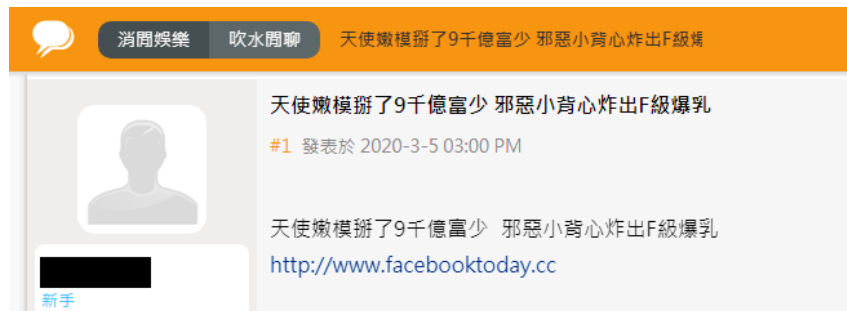 消閒娛樂 吹水閒聊 天使嫩模掰了9千億富少 邪惡小背心炸出F級
天使嫩模掰了9千億富少 邪惡小背心炸出F級爆乳
#1 發表於 2020-3-5 03:00 PM
天使嫩模掰了9千億富少 邪惡小背心炸出F級爆乳
http://www.facebooktoday.cc
新手